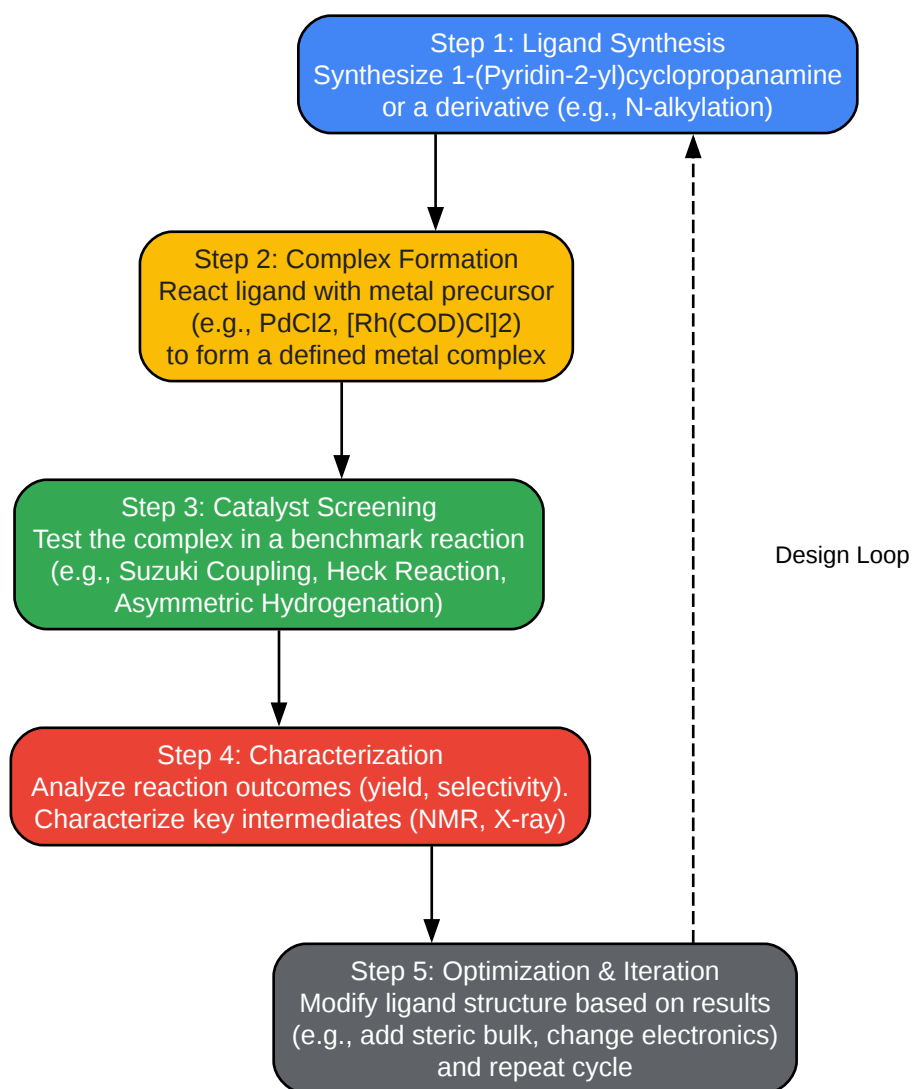 Step 1: Ligand Synthesis
Synthesize 1-(Pyridin-2-yl)cyclopropanamine
or a derivative (e.g., N-alkylation)
Step 2: Complex Formation
React ligand with metal precursor
(e.g., PdCl2, [Rh(COD)Cl]2)
to form a defined metal complex
Step 3: Catalyst Screening
Test the complex in a benchmark reaction
(e.g., Suzuki Coupling, Heck Reaction,
Asymmetric Hydrogenation)
Design Loop
Step 4: Characterization
Analyze reaction outcomes (yield, selectivity).
Characterize key intermediates (NMR, X-ray)
Step 5: Optimization & Iteration
Modify ligand structure based on results
(e.g., add steric bulk, change electronics)
and repeat cycle